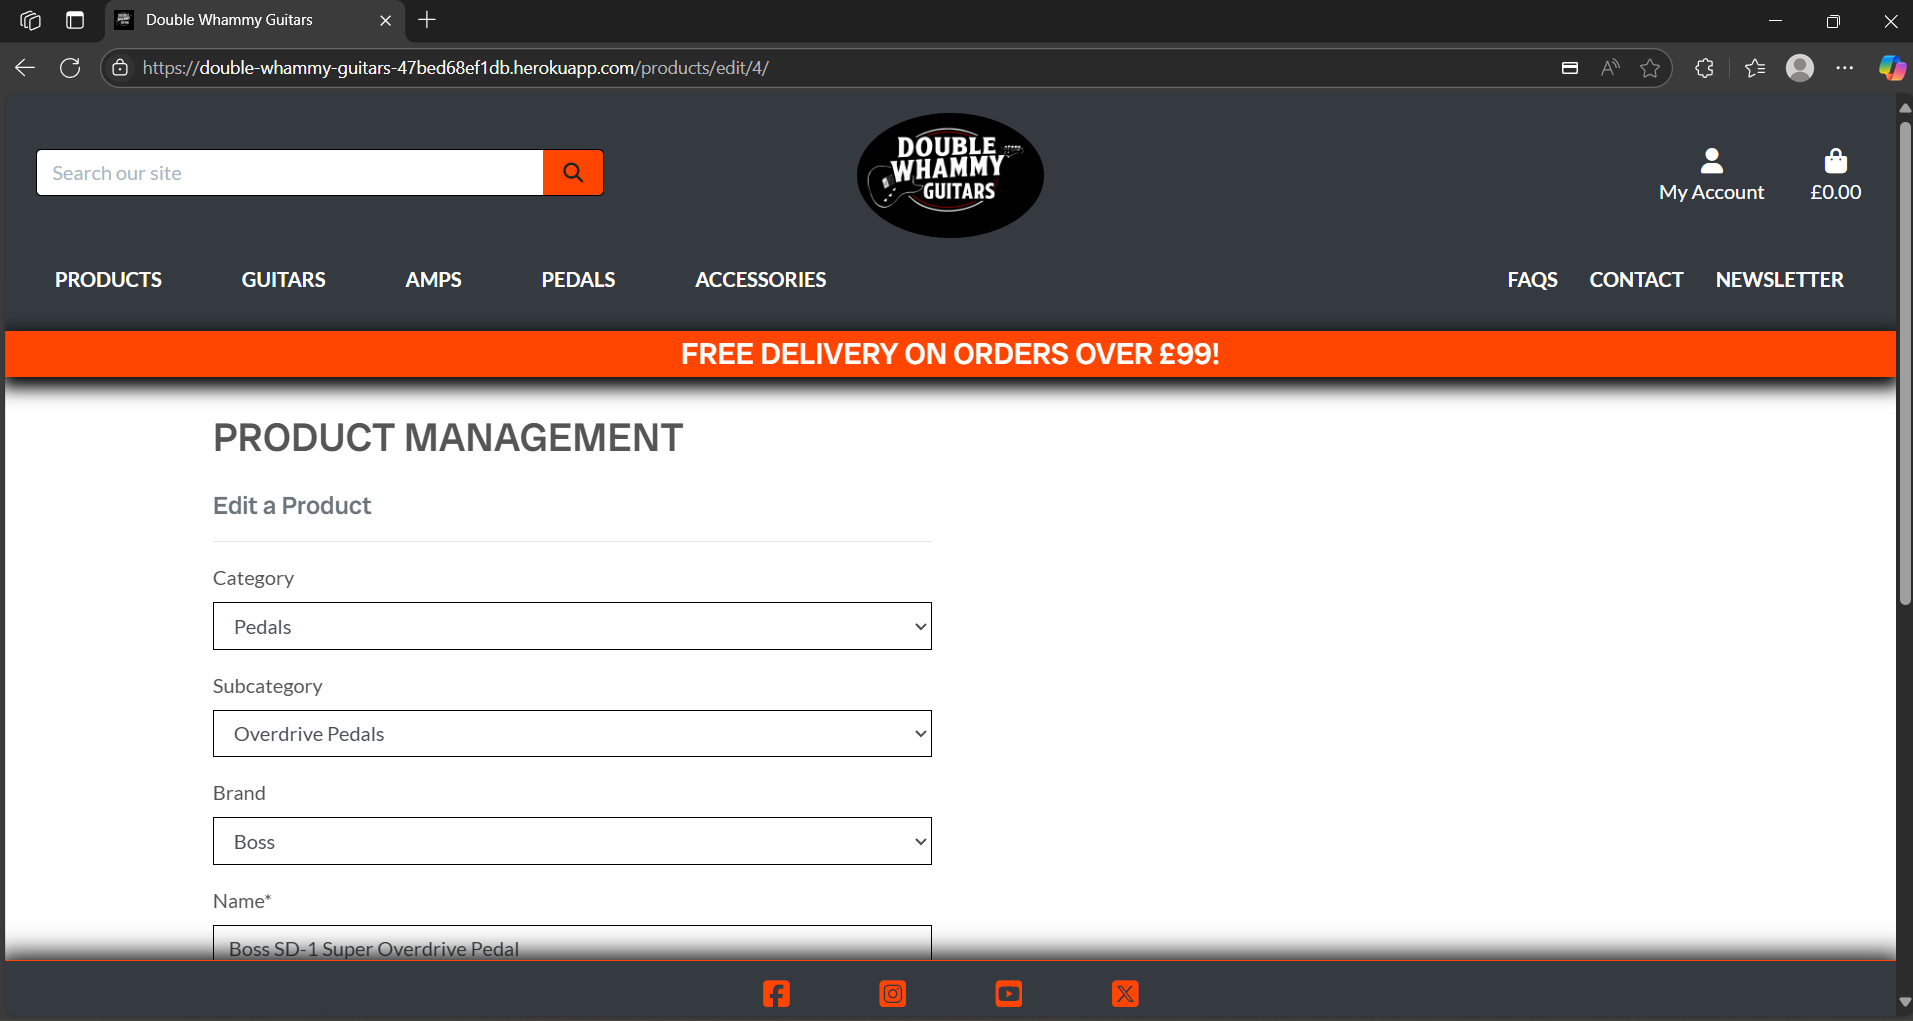 Double Whammy Guitars
https://double-whammy-guitars-47bed68ef1db.herokuapp.com/products/edit/4/
Search our site
DOUBLE
WHAMMY
GUITARS
My Account
£0.00
PRODUCTS
GUITARS
AMPS
PEDALS
ACCESSORIES
FAQS
CONTACT
NEWSLETTER
FREE DELIVERY ON ORDERS OVER £99!
PRODUCT MANAGEMENT
Edit a Product
Category
Pedals
Subcategory
Overdrive Pedals
Brand
Boss
Name*
Boss SD-1 Super Overdrive Pedal